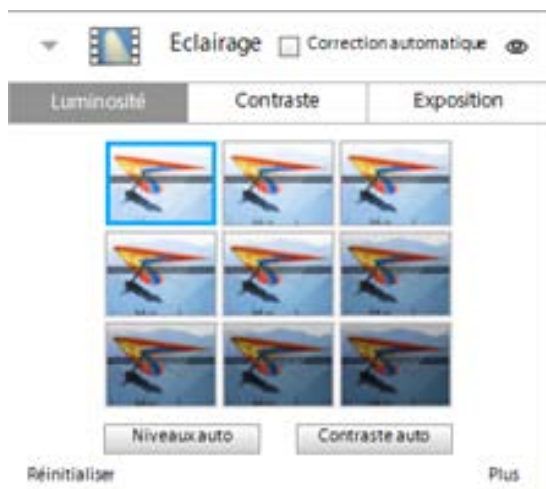 Eclairage Correction automatique
Luminosité Contraste Exposition
Niveaux auto Contraste auto
Réinitialiser Plus